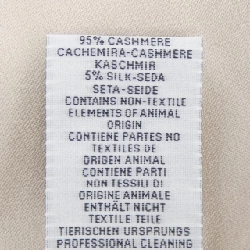 95% CASHMERE
CACHEMIRA-CASHMERE
KASCHMIR
5% SILK-SEDA
SETA-SEIDE
CONTAINS NON-TEXTILE
ELEMENTS OF ANIMAL
ORIGIN
CONTIENE PARTES NO
TEXTILES DE
ORIGEN ANIMAL
CONTIENE PARTI
NON TESSILI DI
ORIGINE ANIMALE
ENTHÄLT NICHT
TEXTILE TEILE
TIERISCHEN URSPRUNGS
PROFESSIONAL CLEANING